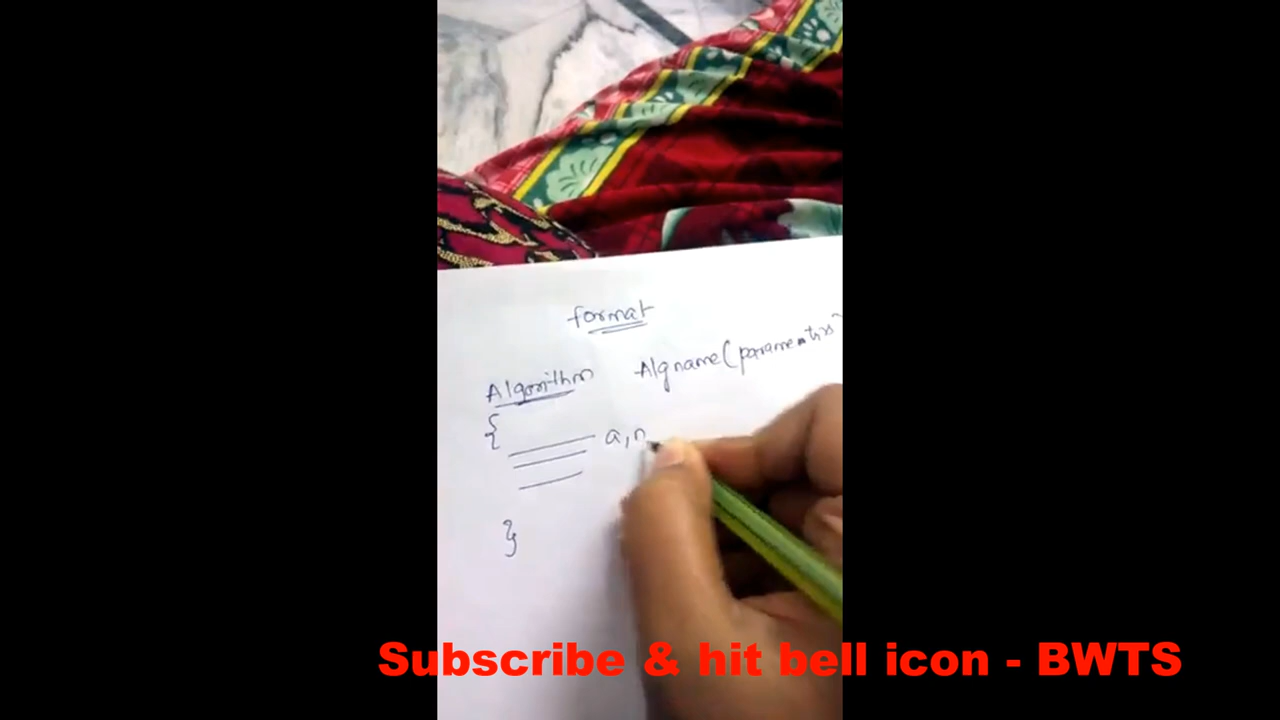 format
Algorithm Algname(parameters)
{
a,n
}
Subscribe & hit bell icon - BWTS